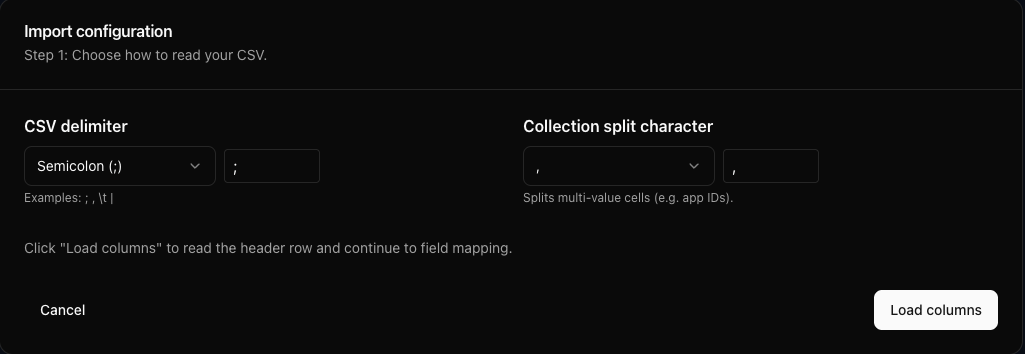 Import configuration
Step 1: Choose how to read your CSV.
CSV delimiter
Semicolon (;)
;
Examples: ; , \t |
Collection split character
,
,
Splits multi-value cells (e.g. app IDs).
Click "Load columns" to read the header row and continue to field mapping.
Cancel
Load columns